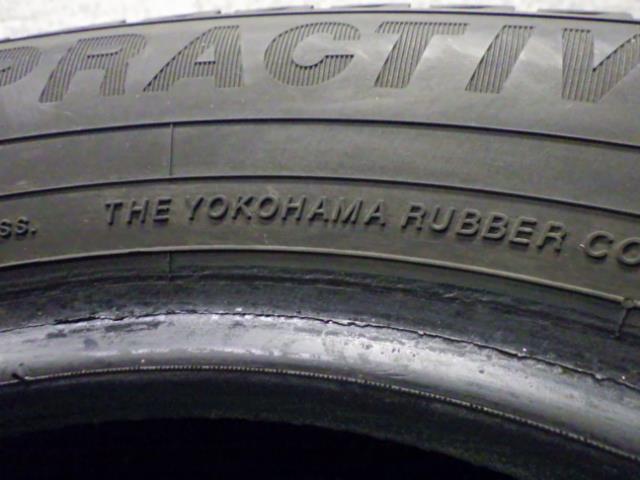 PRACTIV
SS. THE YOKOHAMA RUBBER CO